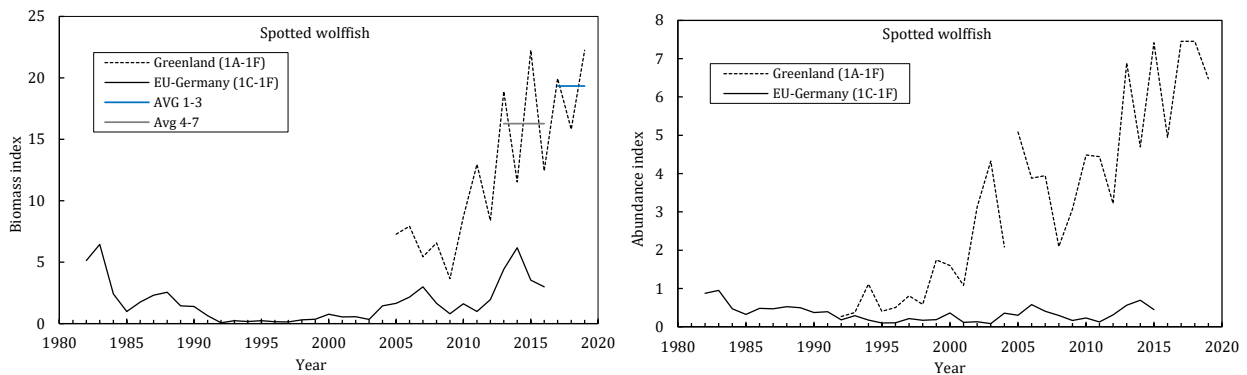 Spotted wolffish
Greenland (1A-1F)
EU-Germany (1C-1F)
AVG 1-3
Avg 4-7
Biomass index
25
20
15
10
5
0
1980 1985 1990 1995 2000 2005 2010 2015 2020
Year
Spotted wolffish
Greenland (1A-1F)
EU-Germany (1C-1F)
Abundance index
8
7
6
5
4
3
2
1
0
1980 1985 1990 1995 2000 2005 2010 2015 2020
Year